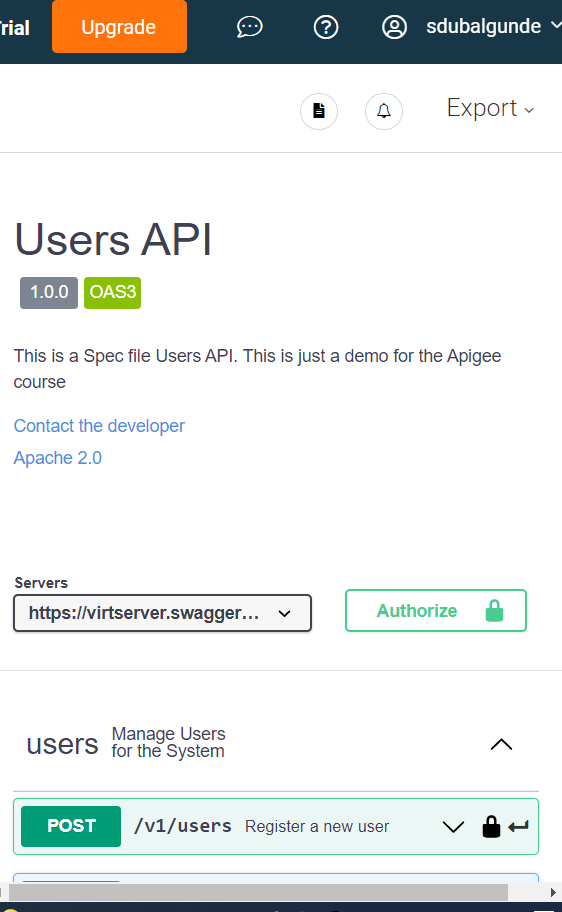 rial Upgrade sdubalgunde
Export
Users API
1.0.0 OAS3
This is a Spec file Users API. This is just a demo for the Apigee
course
Contact the developer
Apache 2.0
Servers
https://virtserver.swagger... Authorize
users Manage Users
for the System
POST /v1/users Register a new user